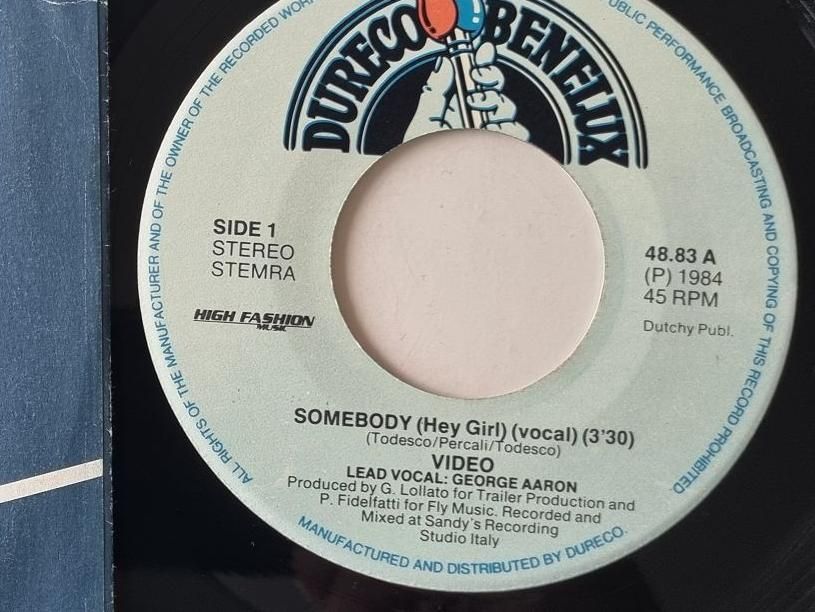 DURECO BENELUX
ALL RIGHTS OF THE MANUFACTURER AND OF THE OWNER OF THE RECORDED
PUBLIC PERFORMANCE BROADCASTING AND COPYING OF THIS RECORD PROHIBITED
SIDE 1
STEREO
STEMRA
HIGH FASHION
MUSIC
48.83 A
(P) 1984
45 RPM
Dutchy Publ.
SOMEBODY (Hey Girl) (vocal) (3'30)
(Todesco/Percali/Todesco)
VIDEO
LEAD VOCAL: GEORGE AARON
Produced by G. Lollato for Trailer Production and
P. Fidelfatti for Fly Music. Recorded and
Mixed at Sandy's Recording
Studio Italy
MANUFACTURED AND DISTRIBUTED BY DURECO.